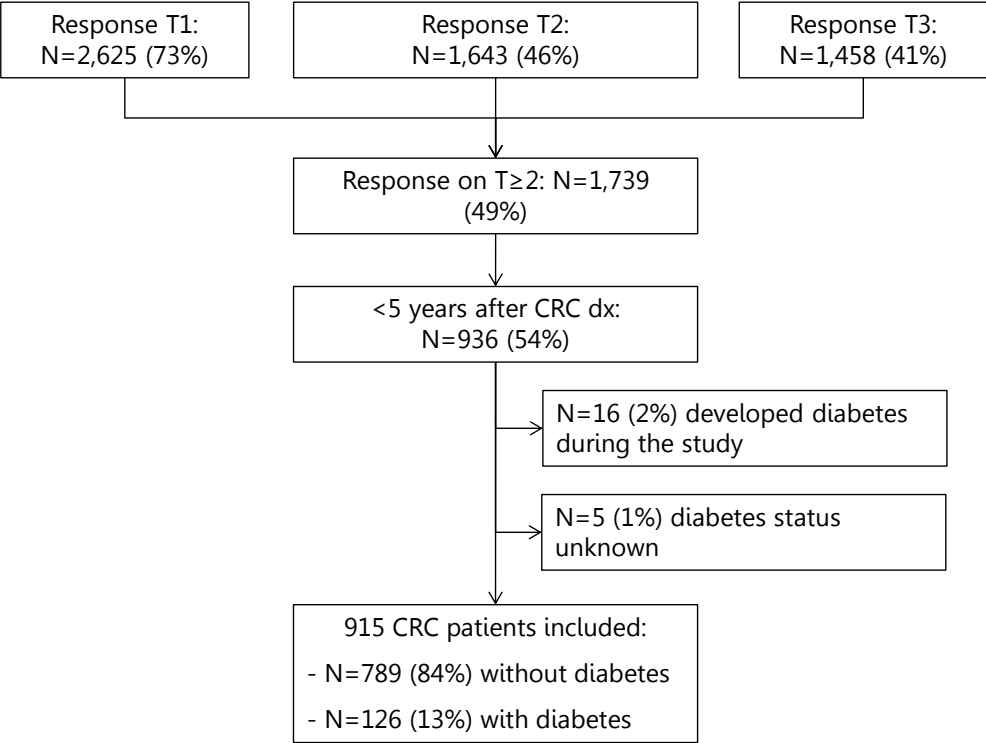 Response T1:
N=2,625 (73%)
Response T2:
N=1,643 (46%)
Response T3:
N=1,458 (41%)
Response on T≥2: N=1,739
(49%)
<5 years after CRC dx:
N=936 (54%)
N=16 (2%) developed diabetes
during the study
N=5 (1%) diabetes status
unknown
915 CRC patients included:
- N=789 (84%) without diabetes
- N=126 (13%) with diabetes